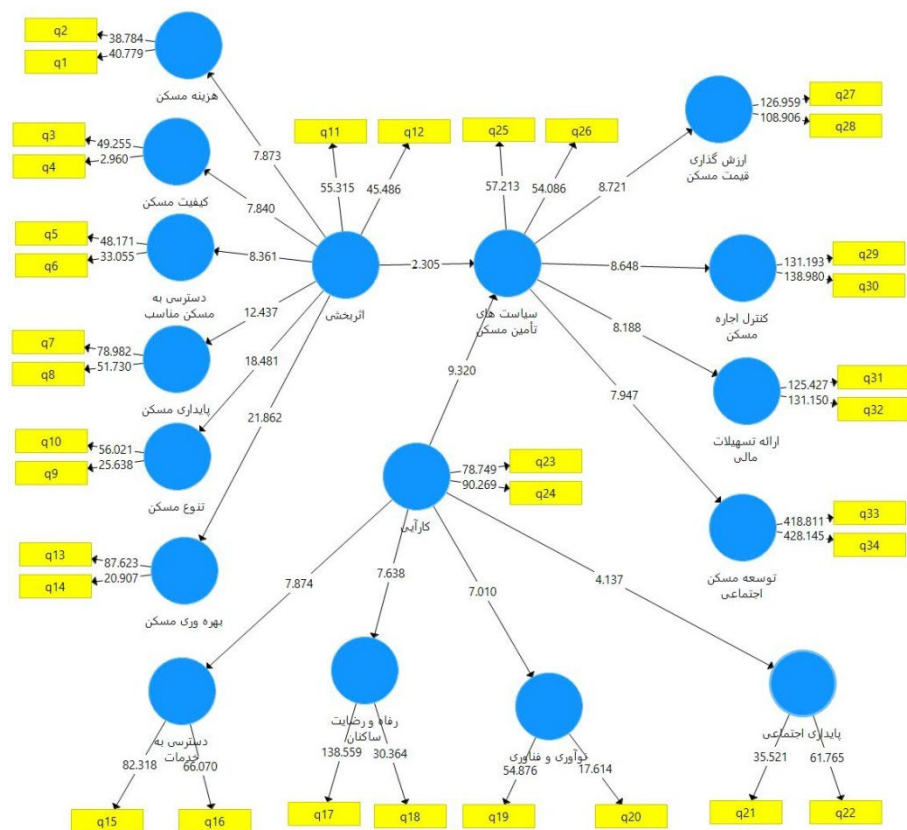 q2
38.784
q1
40.779
هزینه مسکن
q3
49.255
q4
2.960
کیفیت مسکن
q5
48.171
q6
33.055
دسترسی به
مسکن مناسب
q7
78.982
q8
51.730
پایداری مسکن
q10
56.021
q9
25.638
تنوع مسکن
q13
87.623
q14
20.907
بهره وری مسکن
7.873
7.840
8.361
12.437
18.481
21.862
q11
q12
55.315
45.486
اثربخشی
2.305
q25
q26
57.213
54.086
سیاست های
تأمین مسکن
9.320
8.721
8.648
8.188
7.947
126.959
q27
108.906
q28
ارزش گذاری
قیمت مسکن
131.193
q29
138.980
q30
کنترل اجاره
مسکن
125.427
q31
131.150
q32
ارائه تسهیلات
مالی
418.811
q33
428.145
q34
توسعه مسکن
اجتماعی
78.749
q23
90.269
q24
کارآیی
7.874
7.638
7.010
4.137
دسترسی به
خدمات
82.318
66.070
q15
q16
رفاه و رضایت
ساکنان
138.559
30.364
q17
q18
نوآوری و فناوری
54.876
17.614
q19
q20
پایداری اجتماعی
35.521
61.765
q21
q22